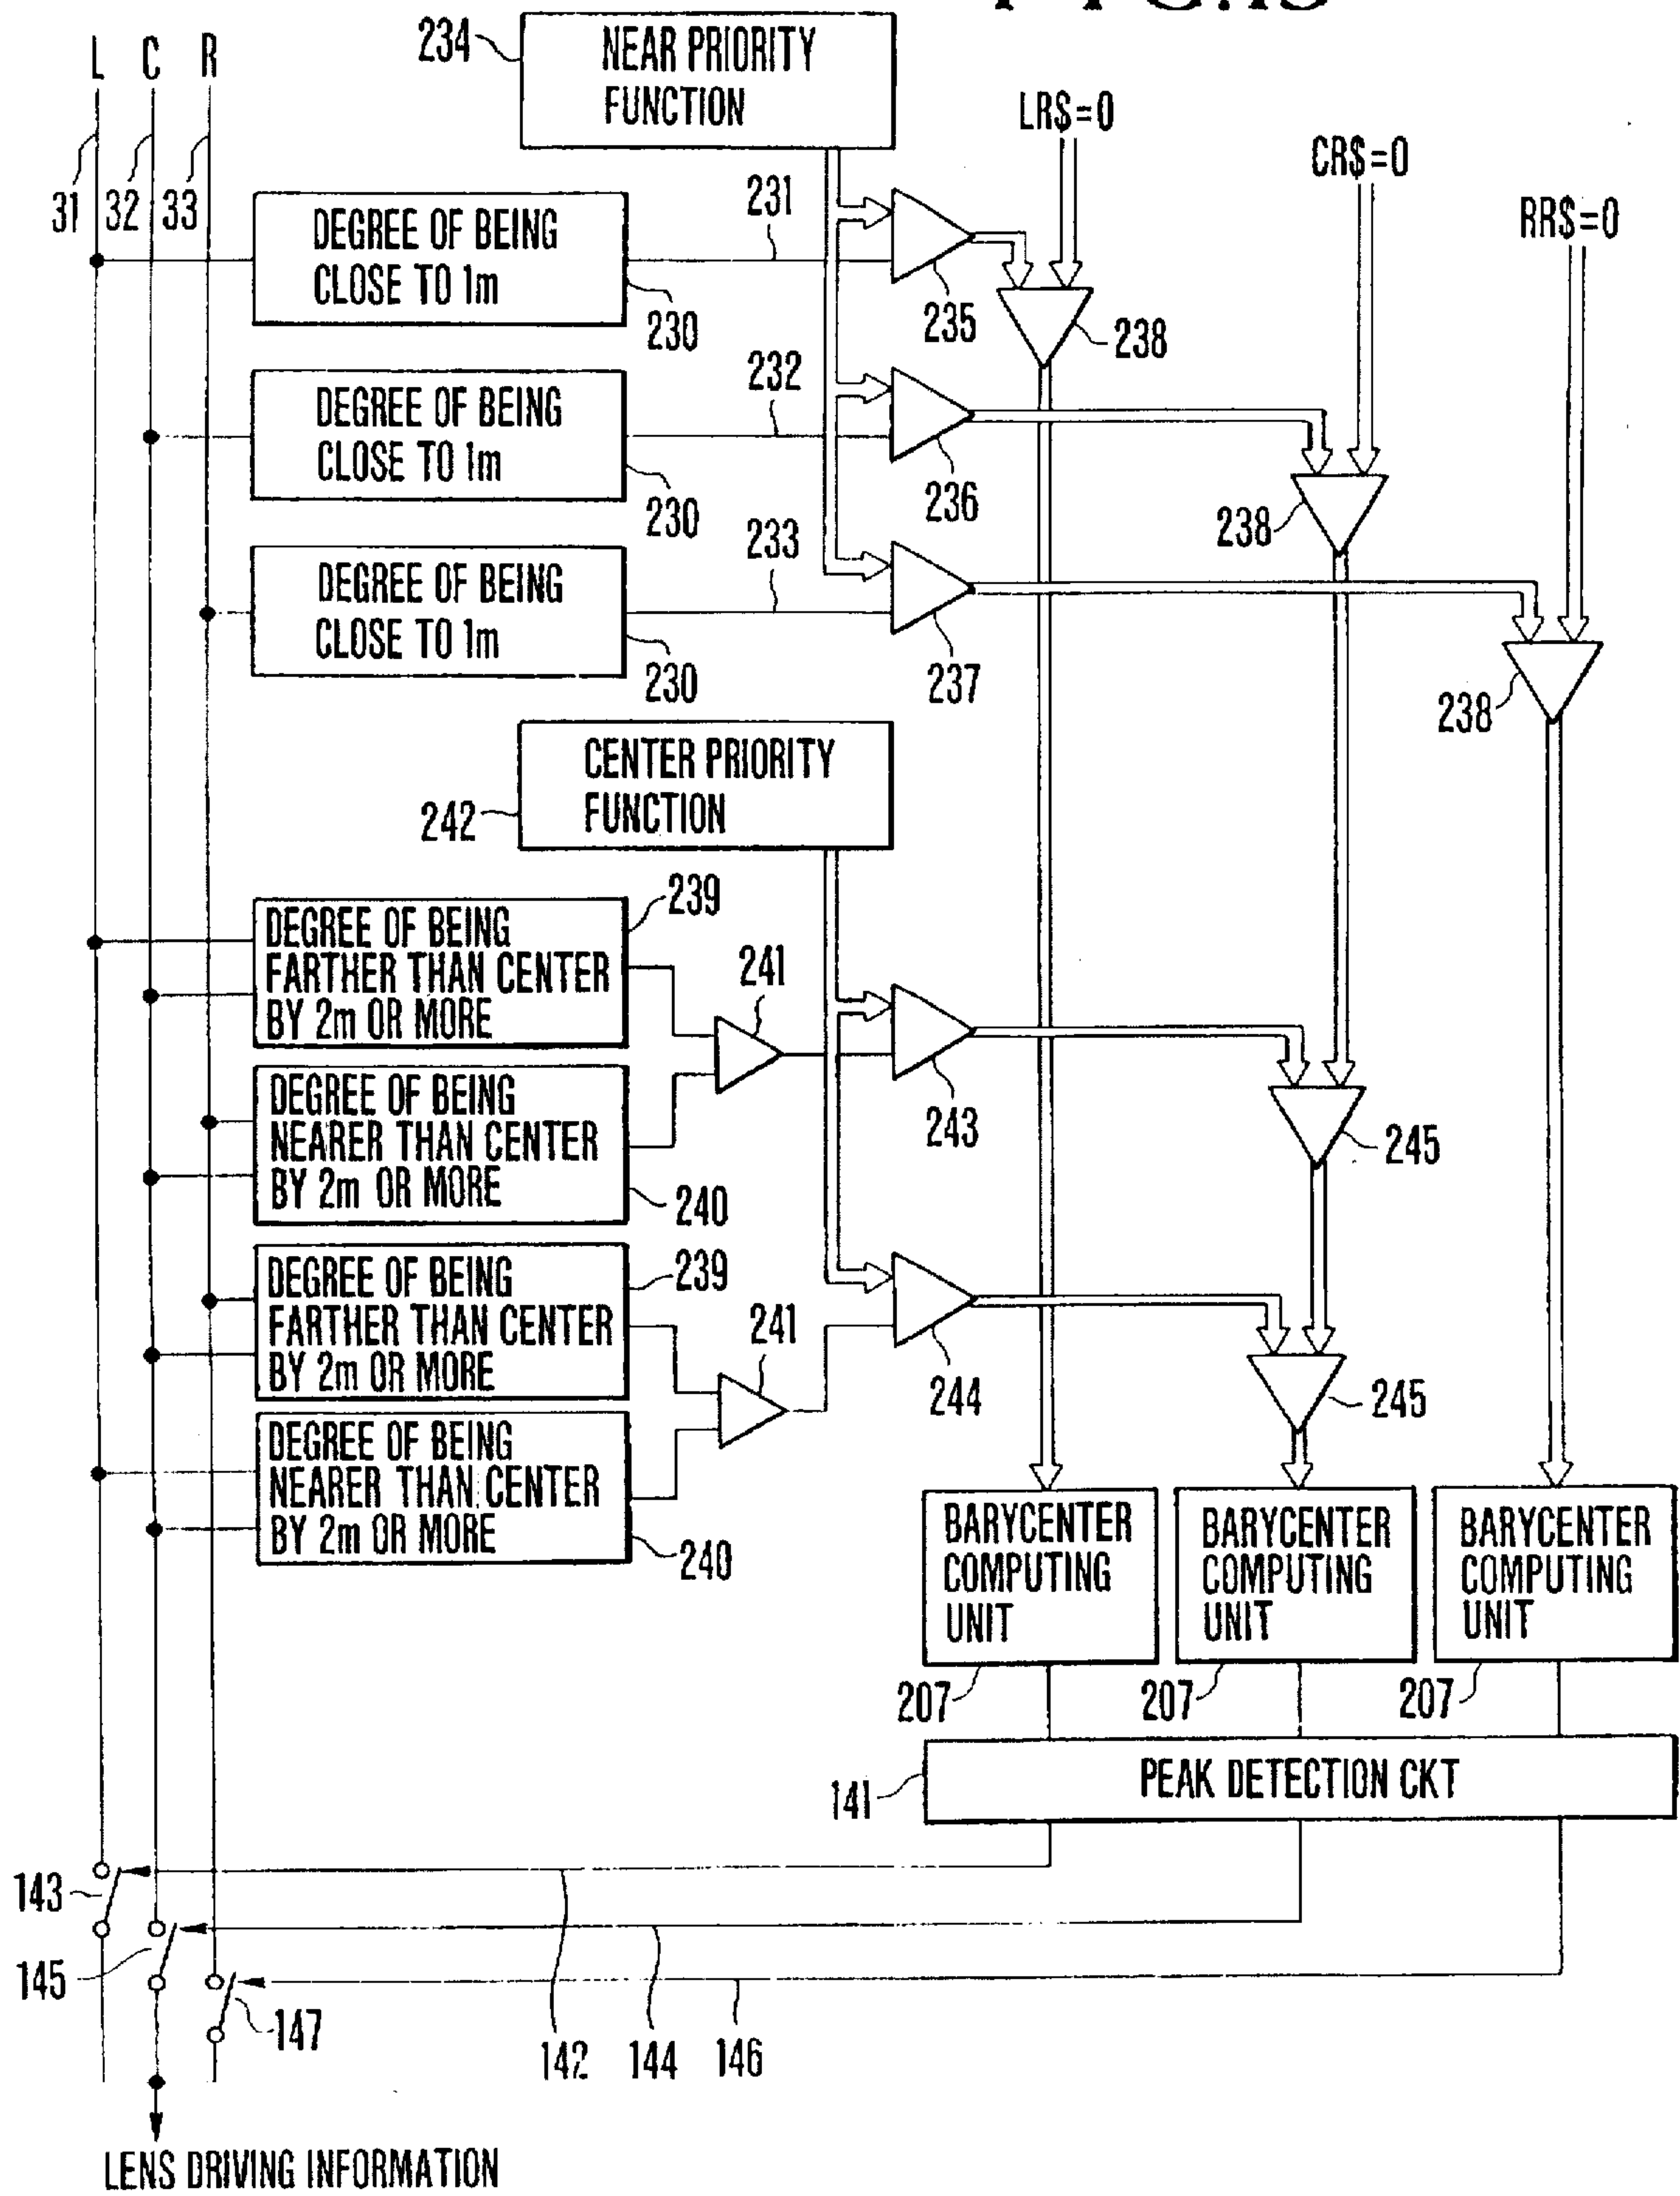 FIG.13
234
NEAR PRIORITY
FUNCTION
L C R
LR$=0
CR$=0
RR$=0
31 32 33
DEGREE OF BEING
CLOSE TO 1m
230
231
235
238
DEGREE OF BEING
CLOSE TO 1m
230
232
236
238
DEGREE OF BEING
CLOSE TO 1m
230
233
237
238
242
CENTER PRIORITY
FUNCTION
DEGREE OF BEING
FARTHER THAN CENTER
BY 2m OR MORE
239
241
243
DEGREE OF BEING
NEARER THAN CENTER
BY 2m OR MORE
240
245
DEGREE OF BEING
FARTHER THAN CENTER
BY 2m OR MORE
239
241
244
245
DEGREE OF BEING
NEARER THAN CENTER
BY 2m OR MORE
240
BARYCENTER
COMPUTING
UNIT
207
BARYCENTER
COMPUTING
UNIT
207
BARYCENTER
COMPUTING
UNIT
207
141
PEAK DETECTION CKT
143
145
147
142 144 146
LENS DRIVING INFORMATION